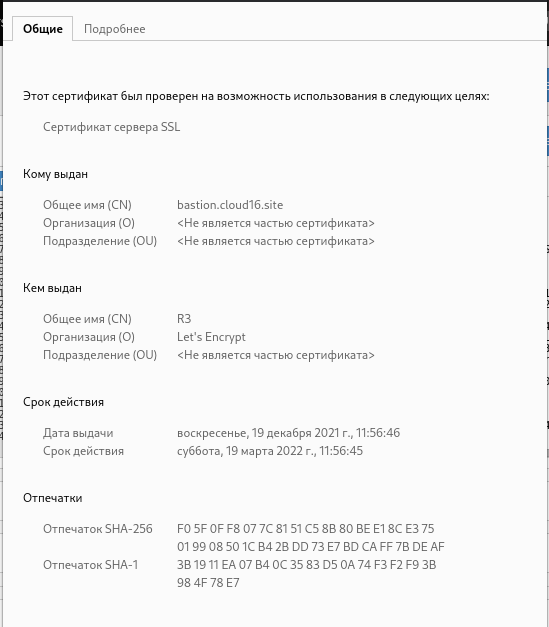 Общие
Подробнее
Этот сертификат был проверен на возможность использования в следующих целях:
Сертификат сервера SSL
Кому выдан
Общее имя (CN) bastion.cloud16.site
Организация (O) <Не является частью сертификата>
Подразделение (OU) <Не является частью сертификата>
Кем выдан
Общее имя (CN) R3
Организация (O) Let's Encrypt
Подразделение (OU) <Не является частью сертификата>
Срок действия
Дата выдачи воскресенье, 19 декабря 2021 г., 11:56:46
Срок действия суббота, 19 марта 2022 г., 11:56:45
Отпечатки
Отпечаток SHA-256 F0 5F 0F F8 07 7C 81 51 C5 8B 80 BE E1 8C E3 75
01 99 08 50 1C B4 2B DD 73 E7 BD CA FF 7B DE AF
Отпечаток SHA-1 3B 19 11 EA 07 B4 0C 35 83 D5 0A 74 F3 F2 F9 3B
98 4F 78 E7